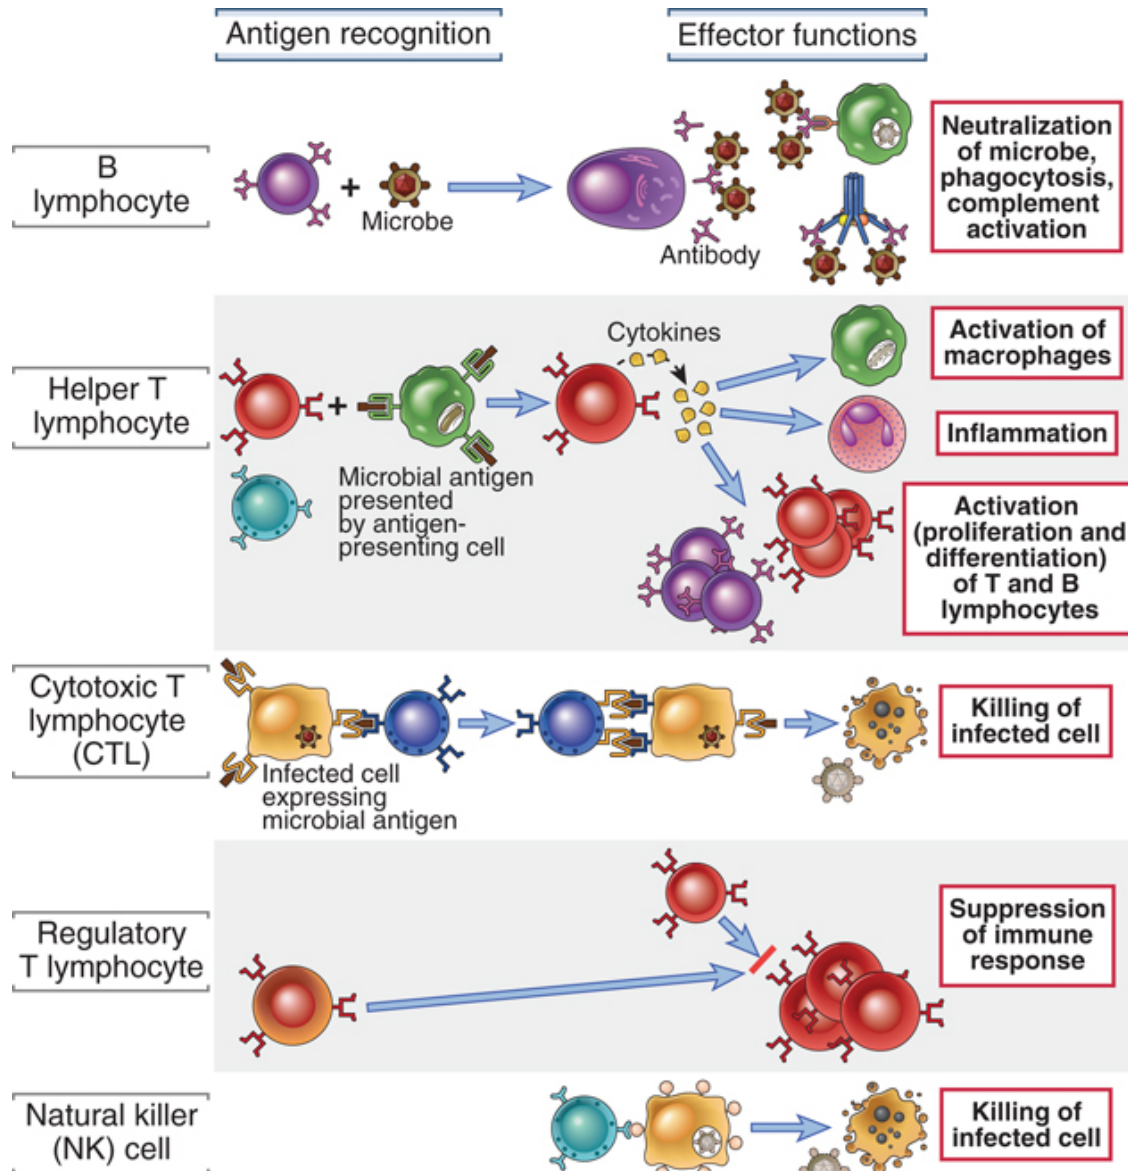 Antigen recognition
Effector functions
B
lymphocyte
Microbe
Antibody
Neutralization
of microbe,
phagocytosis,
complement
activation
Helper T
lymphocyte
Microbial antigen
presented
by antigen-
presenting cell
Cytokines
Activation of
macrophages
Inflammation
Activation
(proliferation and
differentiation)
of T and B
lymphocytes
Cytotoxic T
lymphocyte
(CTL)
Infected cell
expressing
microbial antigen
Killing of
infected cell
Regulatory
T lymphocyte
Suppression
of immune
response
Natural killer
(NK) cell
Killing of
infected cell